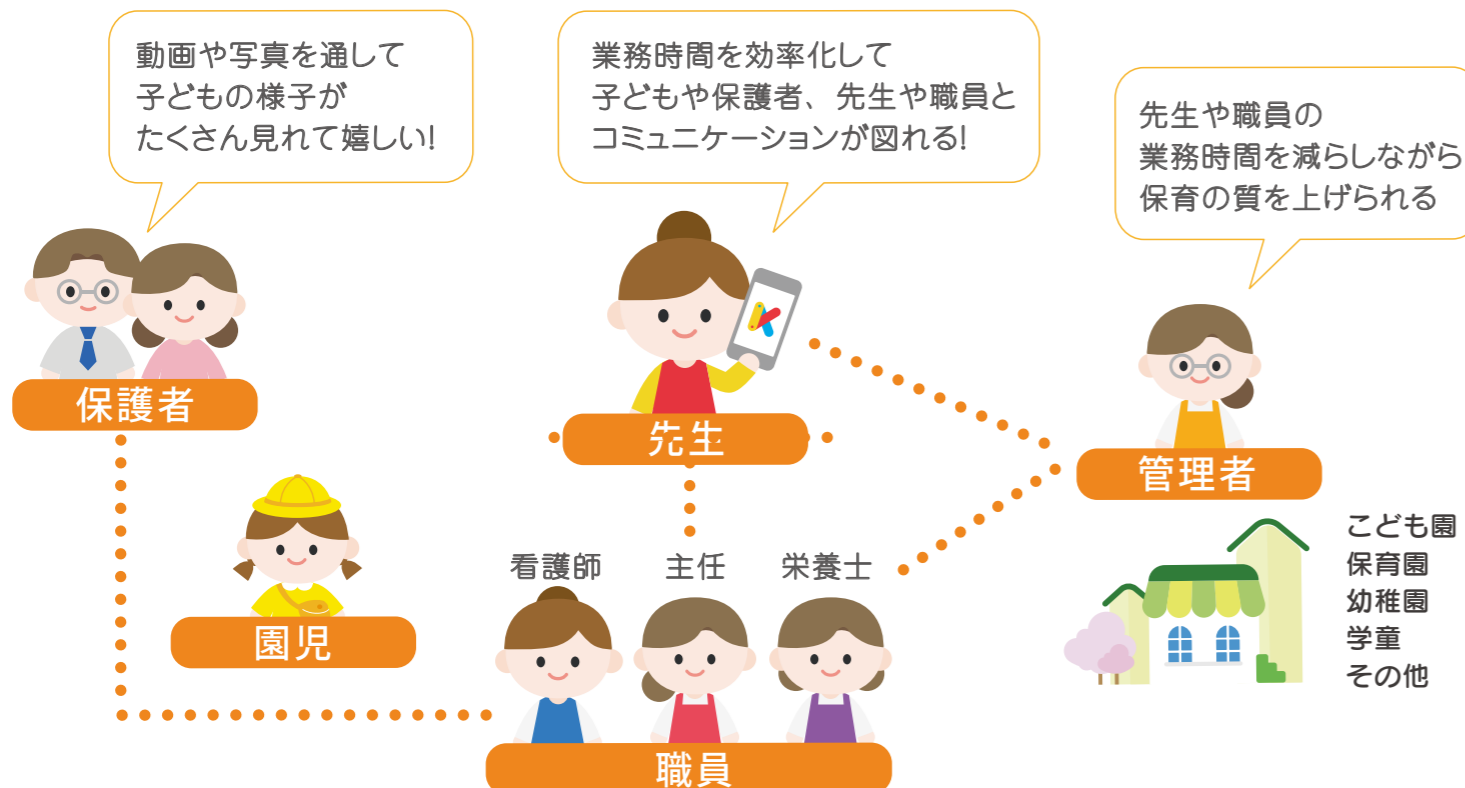 動画や写真を通して
子どもの様子が
たくさん見れて嬉しい!
業務時間を効率化して
子どもや保護者、先生や職員と
コミュニケーションが図れる!
先生や職員の
業務時間を減らしながら
保育の質を上げられる
保護者
先生
管理者
園児
看護師
主任
栄養士
職員
こども園
保育園
幼稚園
学童
その他